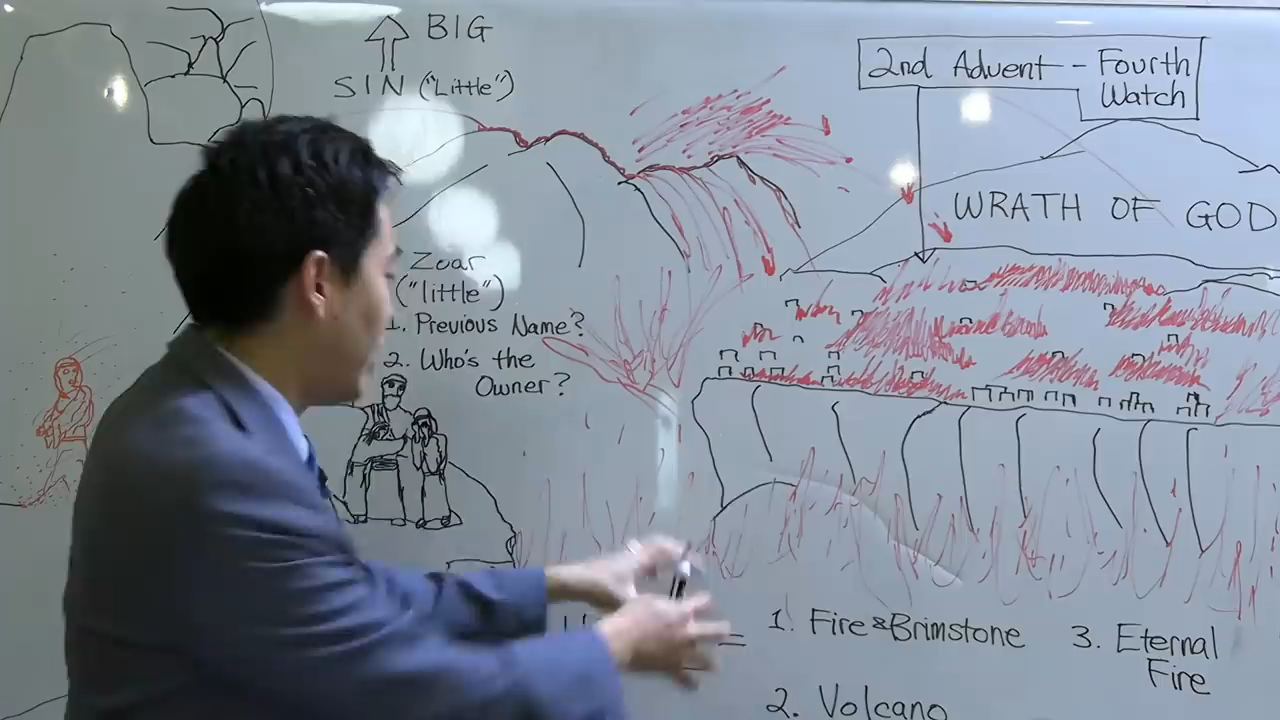 BIG
SIN ("Little")
2nd Advent - Fourth
Watch
WRATH OF GOD
Zoar
("little")
1. Previous Name?
2. Who's the
Owner?
=
1. Fire & Brimstone
2. Volcano
3. Eternal
Fire